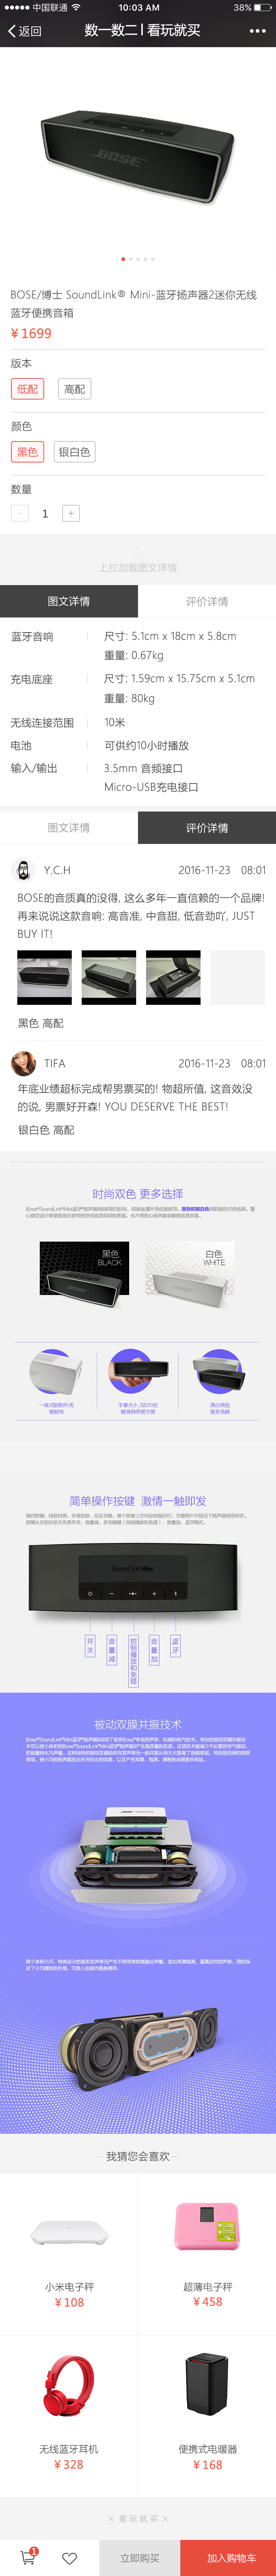 中国联通 10:03 AM 38%
返回 数一数二 | 看玩就买
BOSE
BOSE/博士 SoundLink® Mini-蓝牙扬声器2迷你无线
蓝牙便携音箱
¥1699
版本
低配 高配
颜色
黑色 银白色
数量
1
上拉加载图文详情
图文详情 评价详情
蓝牙音响 尺寸: 5.1cm x 18cm x 5.8cm
重量: 0.67kg
充电底座 尺寸: 1.59cm x 15.75cm x 5.1cm
重量: 80kg
无线连接范围 10米
电池 可供约10小时播放
输入/输出 3.5mm 音频接口
Micro-USB充电接口
图文详情 评价详情
Y.C.H 2016-11-23 08:01
BOSE的音质真的没得, 这么多年一直信赖的一个品牌!
再来说说这款音响: 高音准, 中音甜, 低音劲吖, JUST
BUY IT!
黑色 高配
TIFA 2016-11-23 08:01
年底业绩超标完成帮男票买的! 物超所值, 这音效没
的说, 男票好开森! YOU DESERVE THE BEST!
银白色 高配
时尚双色 更多选择
黑色 BLACK
白色 WHITE
简单操作按键 激情一触即发
SoundLink Mini
开关
音量减
控制播放和免提
音量加
蓝牙
被动双膜共振技术
我猜您会喜欢
小米电子秤 超薄电子秤
¥108 ¥458
无线蓝牙耳机 便携式电暖器
¥328 ¥168
× 看玩就买 ×
1 立即购买 加入购物车